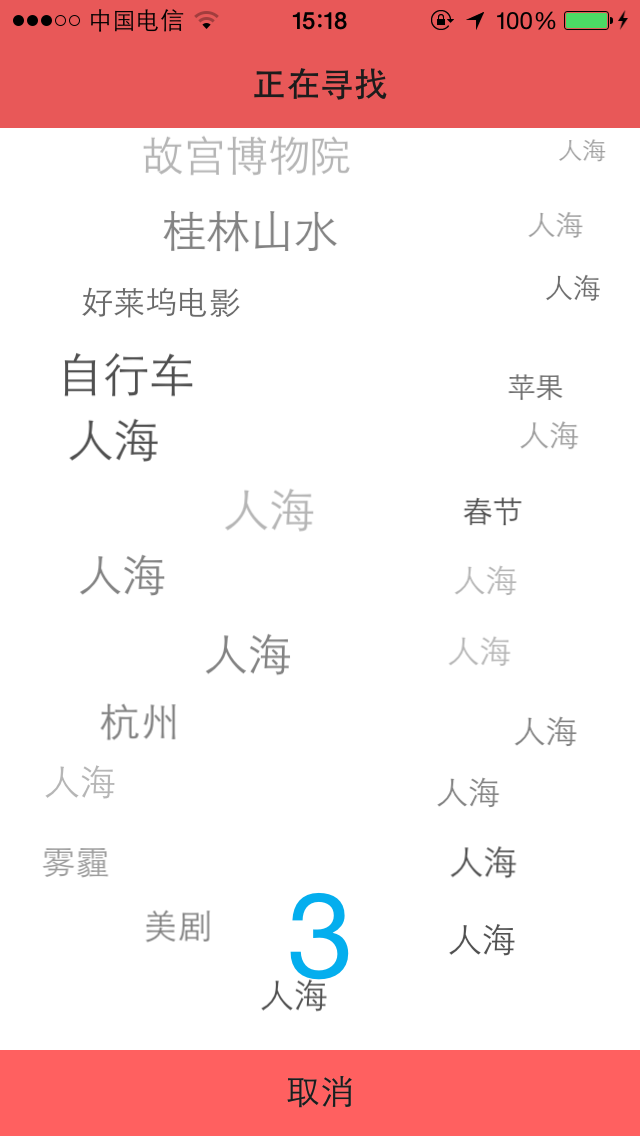 中国电信 15:18 100%
正在寻找
故宫博物院 人海
桂林山水 人海
好莱坞电影 人海
自行车 苹果
人海 人海
人海 春节
人海 人海
人海 人海
杭州 人海
人海 人海
雾霾 人海
美剧 3 人海
人海
取消